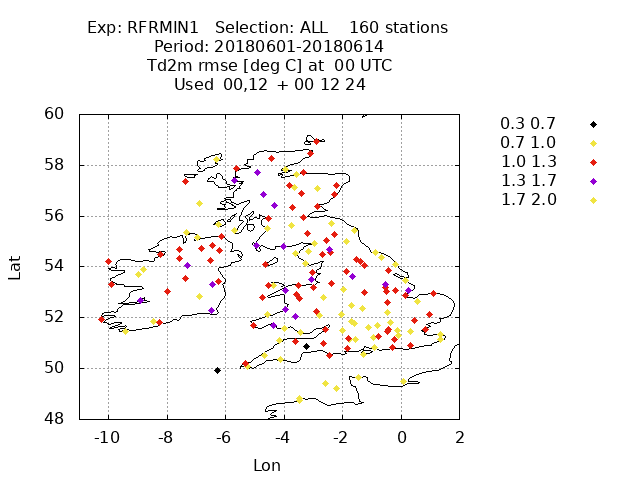 Exp: RFRMIN1   Selection: ALL    160 stations
Period: 20180601-20180614
Td2m rmse [deg C] at  00 UTC
Used  00,12  + 00 12 24
60
58
56
54
52
50
48
Lat
-10 -8 -6 -4 -2 0 2
Lon
0.3 0.7
0.7 1.0
1.0 1.3
1.3 1.7
1.7 2.0